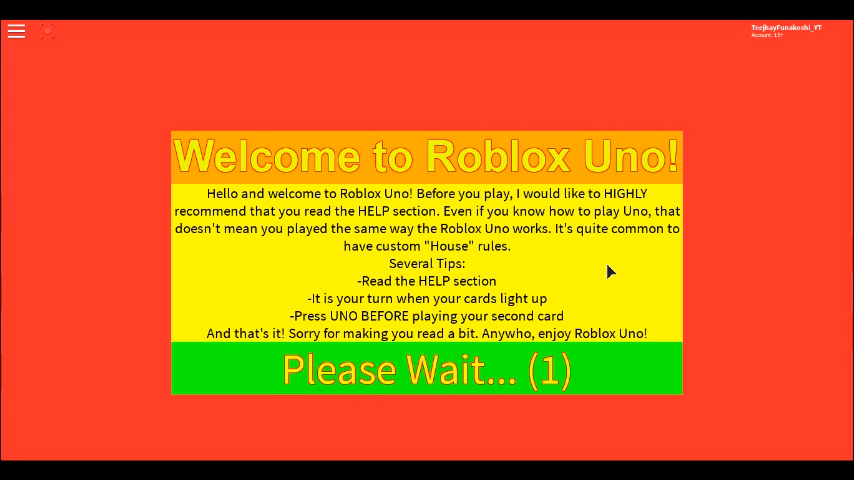 TeejhayFunakoshi_YT
Account: 13+
Welcome to Roblox Uno!
Hello and welcome to Roblox Uno! Before you play, I would like to HIGHLY
recommend that you read the HELP section. Even if you know how to play Uno, that
doesn't mean you played the same way the Roblox Uno works. It's quite common to
have custom "House" rules.
Several Tips:
-Read the HELP section
-It is your turn when your cards light up
-Press UNO BEFORE playing your second card
And that's it! Sorry for making you read a bit. Anywho, enjoy Roblox Uno!
Please Wait... (1)